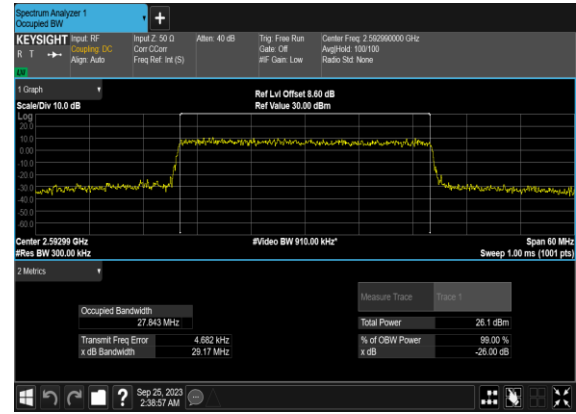 Spectrum Analyzer 1
Occupied BW
+
KEYSIGHT Input: RF Input Z: 50 Ω Atten: 40 dB Trig: Free Run Center Freq: 2.592990000 GHz
R T Coupling: DC Corr CCorr Gate: Off Avg|Hold: 100/100
Align: Auto Freq Ref: Int (S) #IF Gain: Low Radio Std: None
LW
1 Graph
Ref Lvl Offset 8.60 dB
Scale/Div 10.0 dB Ref Value 30.00 dBm
Log
20.0
10.0
0.00
-10.0
-20.0
-30.0
-40.0
-50.0
-60.0
Center 2.59299 GHz #Video BW 910.00 kHz* Span 60 MHz
#Res BW 300.00 kHz Sweep 1.00 ms (1001 pts)
2 Metrics
Measure Trace Trace 1
Occupied Bandwidth
27.843 MHz Total Power 26.1 dBm
Transmit Freq Error 4.682 kHz % of OBW Power 99.00 %
x dB Bandwidth 29.17 MHz x dB -26.00 dB
? Sep 25, 2023
2:38:57 AM